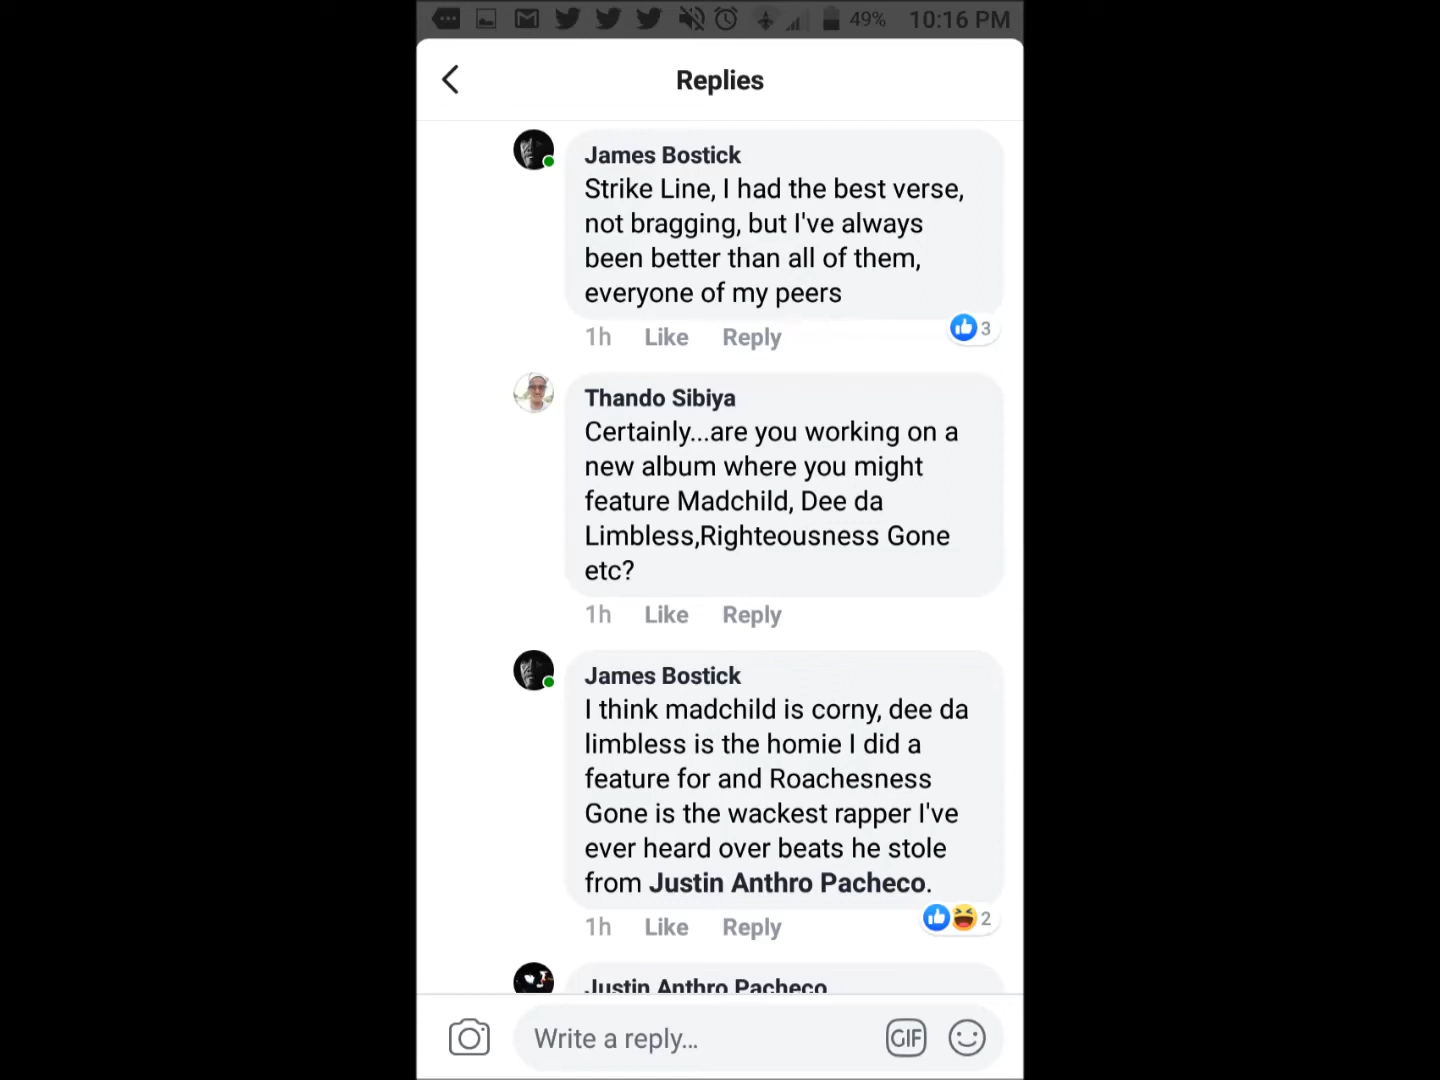 49% 10:16 PM
Replies
James Bostick
Strike Line, I had the best verse,
not bragging, but I've always
been better than all of them,
everyone of my peers
1h Like Reply 3
Thando Sibiya
Certainly...are you working on a
new album where you might
feature Madchild, Dee da
Limbless,Righteousness Gone
etc?
1h Like Reply
James Bostick
I think madchild is corny, dee da
limbless is the homie I did a
feature for and Roachesness
Gone is the wackest rapper I've
ever heard over beats he stole
from Justin Anthro Pacheco.
1h Like Reply 2
Justin Anthro Pacheco
Write a reply... GIF